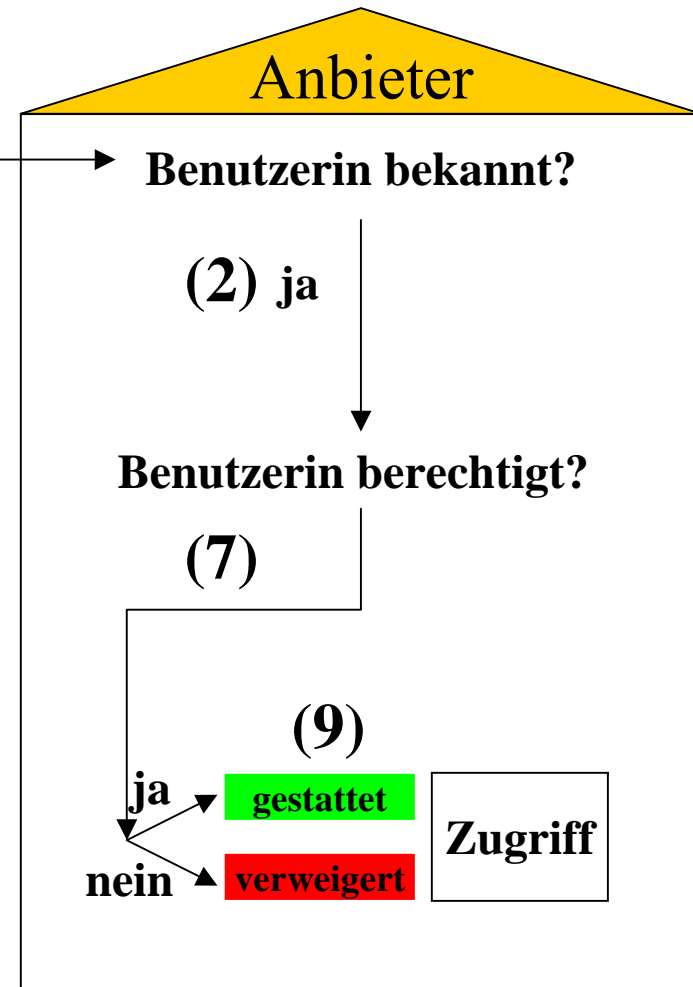 Anbieter
Benutzerin bekannt?
(2) ja
Benutzerin berechtigt?
(7)
(9)
ja
gestattet
Zugriff
nein
verweigert